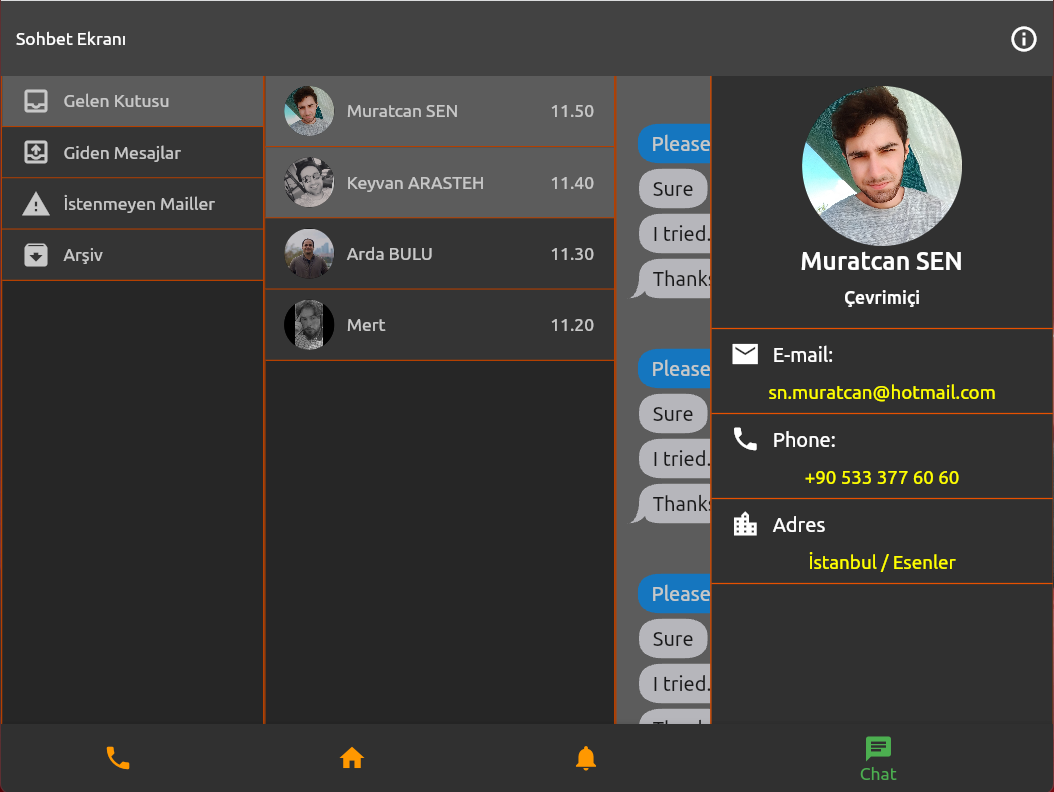 Sohbet Ekranı
Gelen Kutusu
Giden Mesajlar
İstenmeyen Mailler
Arşiv
Muratcan SEN 11.50
Keyvan ARASTEH 11.40
Arda BULU 11.30
Mert 11.20
Please
Sure
I tried.
Thanks
Please
Sure
I tried.
Thanks
Please
Sure
I tried.
Muratcan SEN
Çevrimiçi
E-mail:
sn.muratcan@hotmail.com
Phone:
+90 533 377 60 60
Adres
İstanbul / Esenler
Chat